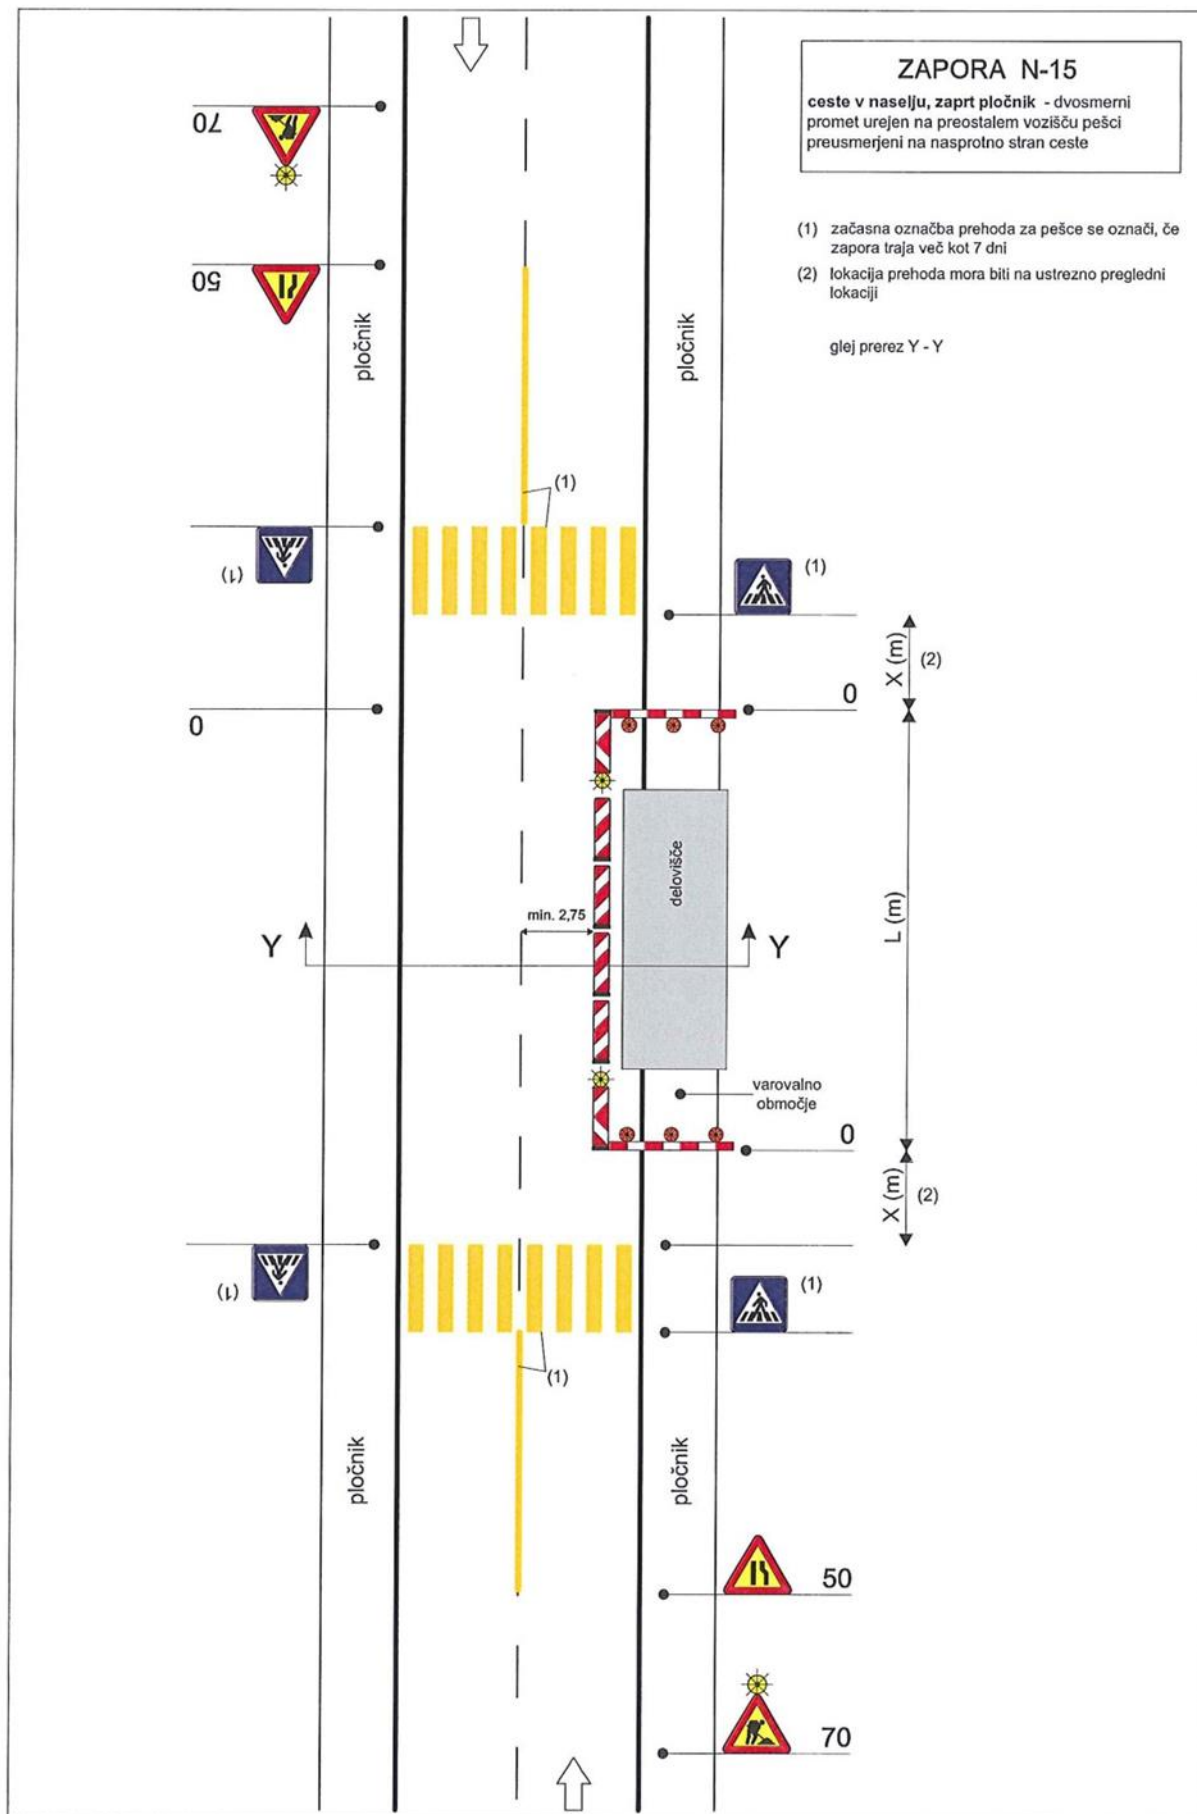 ZAPORA N-15
ceste v naselju, zaprt pločnik - dvosmerni
promet urejen na preostalem vozišču pešci
preusmerjeni na nasprotno stran ceste
(1) začasna označba prehoda za pešce se označi, če
zapora traja več kot 7 dni
(2) lokacija prehoda mora biti na ustrezno pregledni
lokaciji
glej prerez Y - Y
70
50
pločnik
pločnik
(1)
(1)
(1)
X (m)
(2)
0
0
delovišče
min. 2,75
L (m)
Y
Y
varovalno
območje
0
X (m)
(2)
(1)
(1)
(1)
pločnik
pločnik
50
70